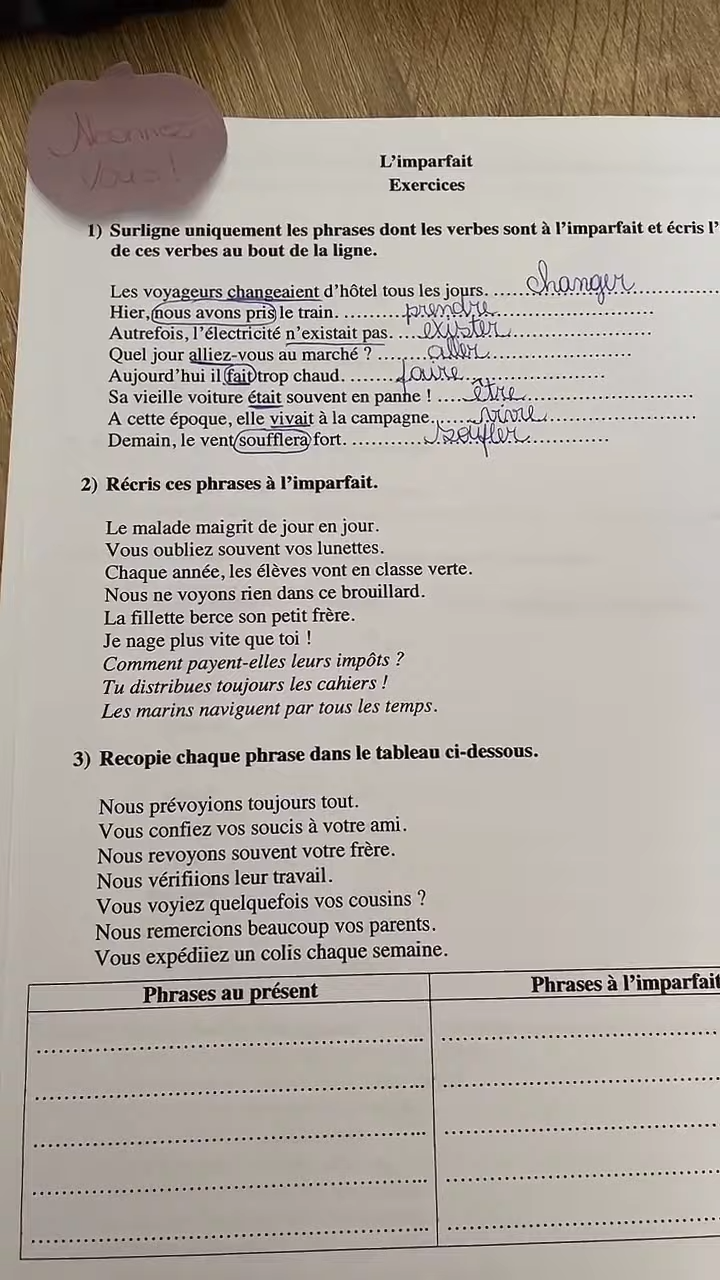 Abonnez
Vous !
L'imparfait
Exercices
1) Surligne uniquement les phrases dont les verbes sont à l'imparfait et écris l'
de ces verbes au bout de la ligne.
Les voyageurs changeaient d'hôtel tous les jours. ..... changer ...............
Hier, nous avons pris le train. ........... prendre ...............
Autrefois, l'électricité n'existait pas. ..... exister ...............
Quel jour alliez-vous au marché ? ........ aller ...............
Aujourd'hui il fait trop chaud. ........ faire ...............
Sa vieille voiture était souvent en panne ! ..... être ...............
A cette époque, elle vivait à la campagne. ..... vivre ...............
Demain, le vent soufflera fort. ............... soufler ...............
2) Récris ces phrases à l'imparfait.
Le malade maigrit de jour en jour.
Vous oubliez souvent vos lunettes.
Chaque année, les élèves vont en classe verte.
Nous ne voyons rien dans ce brouillard.
La fillette berce son petit frère.
Je nage plus vite que toi !
Comment payent-elles leurs impôts ?
Tu distribues toujours les cahiers !
Les marins naviguent par tous les temps.
3) Recopie chaque phrase dans le tableau ci-dessous.
Nous prévoyions toujours tout.
Vous confiez vos soucis à votre ami.
Nous revoyons souvent votre frère.
Nous vérifiions leur travail.
Vous voyiez quelquefois vos cousins ?
Nous remercions beaucoup vos parents.
Vous expédiiez un colis chaque semaine.
Phrases au présent Phrases à l'imparfait